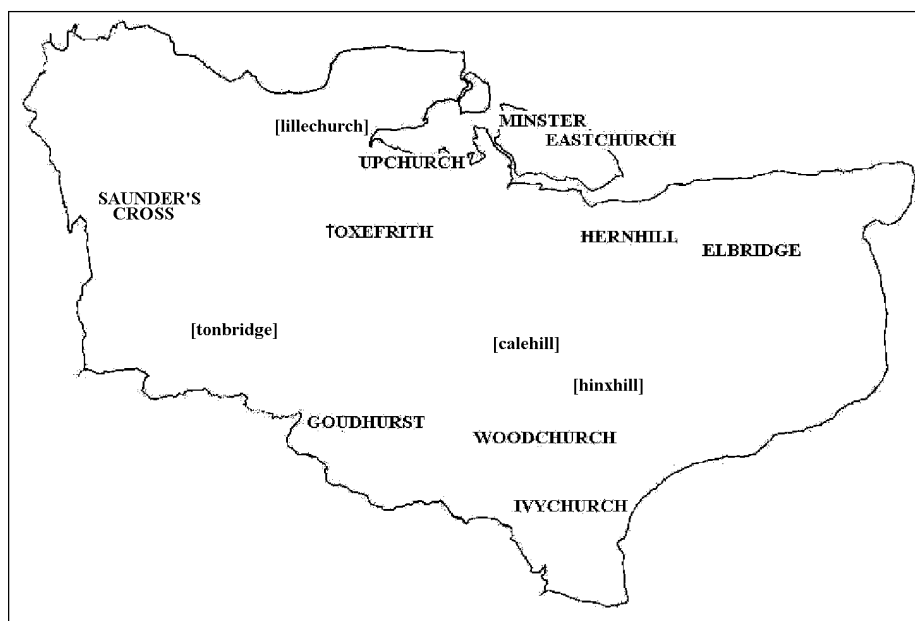 [lillechurch]
MINSTER
EASTCHURCH
UPCHURCH
SAUNDER'S
CROSS
†OXEFRITH
HERNHILL
ELBRIDGE
[tonbridge]
[calehill]
[hinxhill]
GOUDHURST
WOODCHURCH
IVYCHURCH